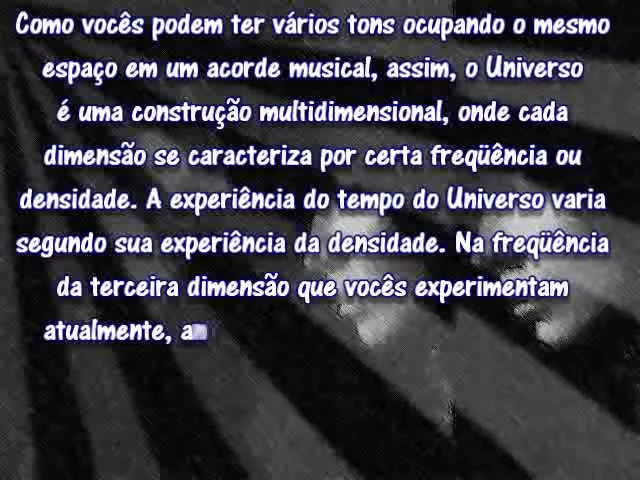 Como vocês podem ter vários tons ocupando o mesmo
espaço em um acorde musical, assim, o Universo
é uma construção multidimensional, onde cada
dimensão se caracteriza por certa freqüência ou
densidade. A experiência do tempo do Universo varia
segundo sua experiência da densidade. Na freqüência
da terceira dimensão que vocês experimentam
atualmente,